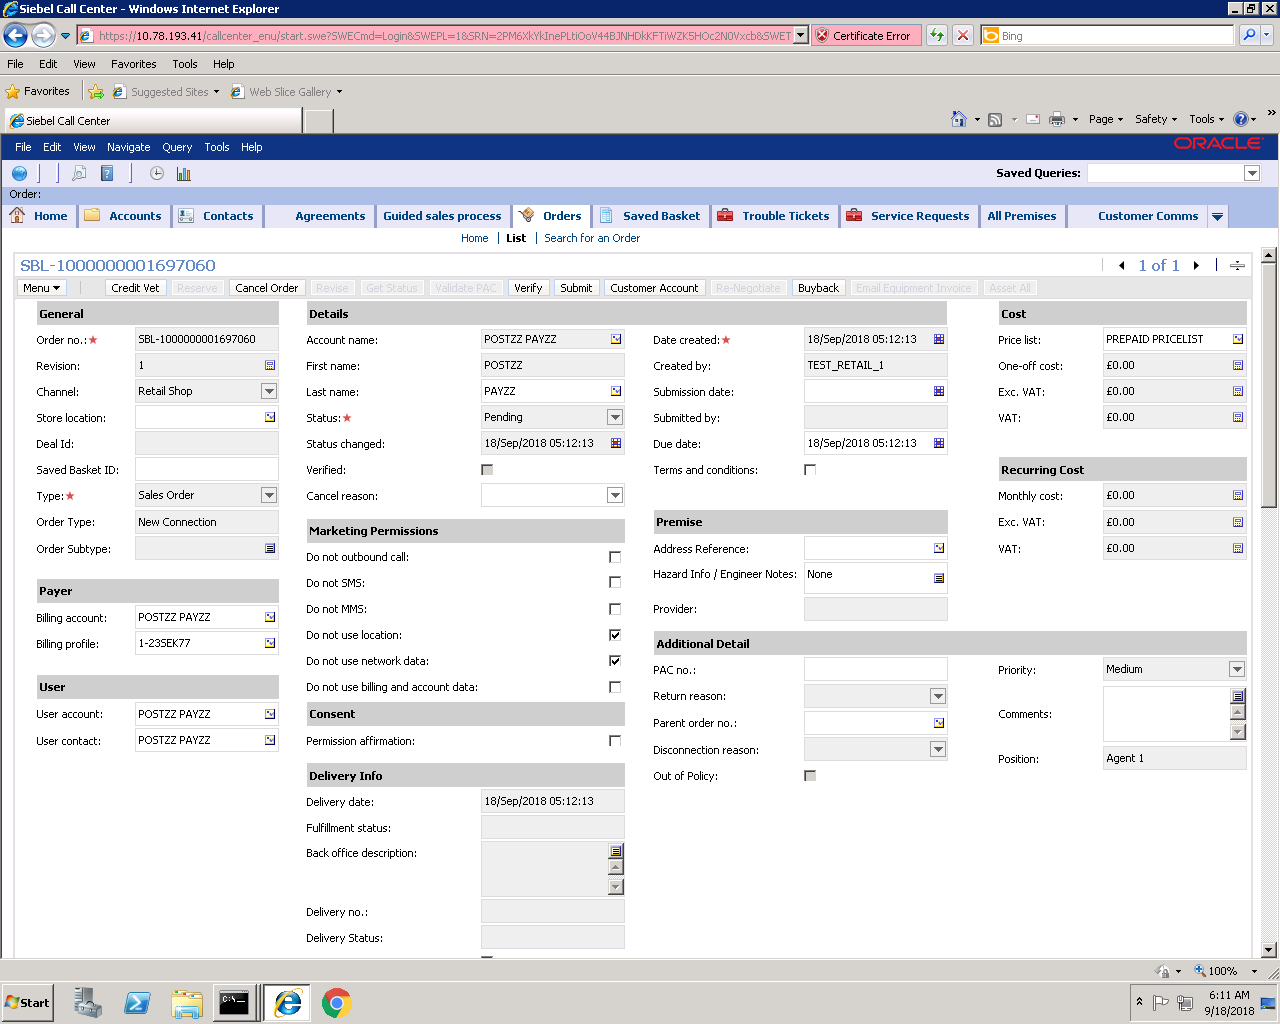 Siebel Call Center - Windows Internet Explorer
https://10.78.193.41/callcenter_enu/start.swe?SWECmd=Login&SWEPL=1&SRN= Certificate Error Bing
File Edit View Favorites Tools Help
Favorites Suggested Sites Web Slice Gallery
Siebel Call Center Page Safety Tools
File Edit View Navigate Query Tools Help ORACLE
Saved Queries:
Order:
Home Accounts Contacts Agreements Guided sales process Orders Saved Basket Trouble Tickets Service Requests All Premises Customer Comms
Home List Search for an Order
SBL-1000000001697060 1 of 1
Menu Credit Vet Reserve Cancel Order Revise Get Status Validate PAC Verify Submit Customer Account Re-Negotiate Buyback Email Equipment Invoice Asset All
General
Order no.:★ SBL-1000000001697060
Revision: 1
Channel: Retail Shop
Store location:
Deal Id:
Saved Basket ID:
Type:★ Sales Order
Order Type: New Connection
Order Subtype:
Payer
Billing account: POSTZZ PAYZZ
Billing profile: 1-23SEK77
User
User account: POSTZZ PAYZZ
User contact: POSTZZ PAYZZ
Details
Account name: POSTZZ PAYZZ
First name: POSTZZ
Last name: PAYZZ
Status:★ Pending
Status changed: 18/Sep/2018 05:12:13
Verified:
Cancel reason:
Marketing Permissions
Do not outbound call:
Do not SMS:
Do not MMS:
Do not use location:
Do not use network data:
Do not use billing and account data:
Consent
Permission affirmation:
Delivery Info
Delivery date: 18/Sep/2018 05:12:13
Fulfillment status:
Back office description:
Delivery no.:
Delivery Status:
Date created:★ 18/Sep/2018 05:12:13
Created by: TEST_RETAIL_1
Submission date:
Submitted by:
Due date: 18/Sep/2018 05:12:13
Terms and conditions:
Premise
Address Reference:
Hazard Info / Engineer Notes: None
Provider:
Additional Detail
PAC no.:
Return reason:
Parent order no.:
Disconnection reason:
Out of Policy:
Priority: Medium
Comments:
Position: Agent 1
Cost
Price list: PREPAID PRICELIST
One-off cost: £0.00
Exc. VAT: £0.00
VAT: £0.00
Recurring Cost
Monthly cost: £0.00
Exc. VAT: £0.00
VAT: £0.00
100%
Start C:\. 6:11 AM
9/18/2018